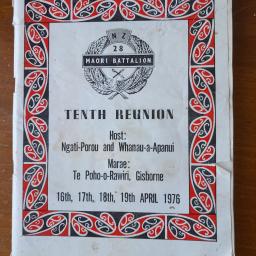 NZ
28
MAORI BATTALION
TENTH REUNION
Host:
Ngati-Porou and Whanau-a-Apanui
Marae:
Te Poho-o-Rawiri, Gisborne
16th, 17th, 18th, 19th APRIL 1976